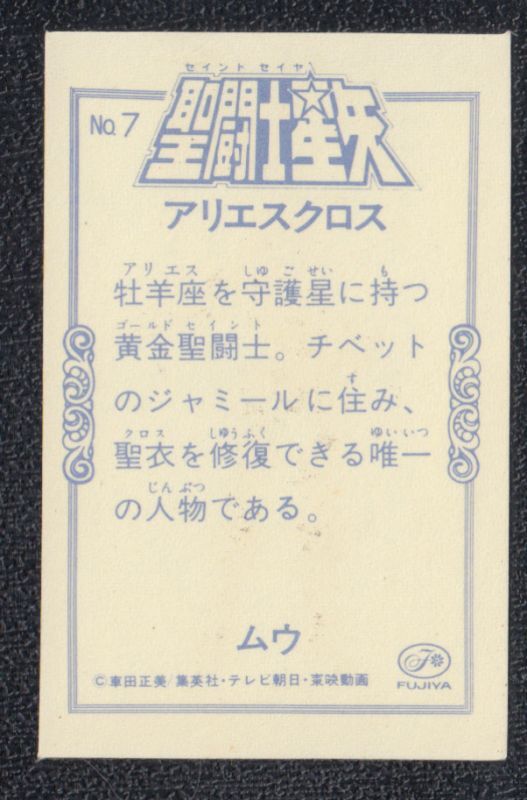 セイント セイヤ
No.7
聖闘士星矢
アリエスクロス
アリエス しゆごせい も
牡羊座を守護星に持つ
ゴールドセイント
黄金聖闘士。チベット
す
のジャミールに住み、
クロス しゅうふく ゆいいつ
聖衣を修復できる唯一
じんぶつ
の人物である。
ムウ
F
©車田正美/集英社・テレビ朝日・東映動画
FUJIYA